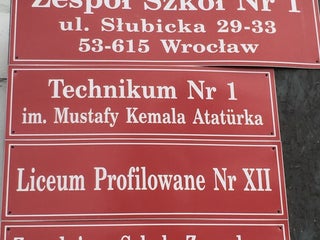 Zespół Szkół Nr 1
ul. Słubicka 29-33
53-615 Wrocław
Technikum Nr 1
im. Mustafy Kemala Atatürka
Liceum Profilowane Nr XII